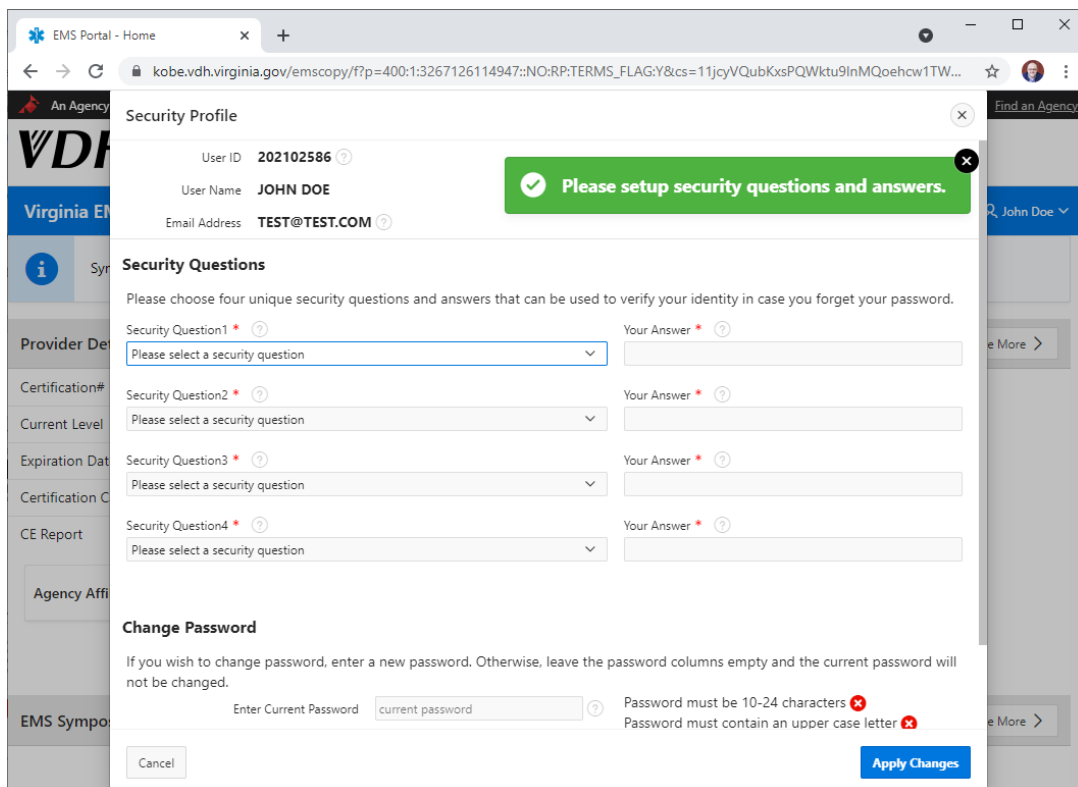 EMS Portal - Home
kobe.vdh.virginia.gov/emscopy/f?p=400:1:3267126114947::NO:RP:TERMS_FLAG:Y&cs=11jcyVQubKxsPQWktu9InMQoehcw1TW...
An Agency
Find an Agency
VDH
Security Profile
User ID 202102586
User Name JOHN DOE
Email Address TEST@TEST.COM
Please setup security questions and answers.
Virginia EM
John Doe
Syn
Security Questions
Please choose four unique security questions and answers that can be used to verify your identity in case you forget your password.
Security Question1 * Your Answer *
Please select a security question
Security Question2 * Your Answer *
Please select a security question
Security Question3 * Your Answer *
Please select a security question
Security Question4 * Your Answer *
Please select a security question
Provider Det
e More
Certification#
Current Level
Expiration Dat
Certification C
CE Report
Agency Affi
Change Password
If you wish to change password, enter a new password. Otherwise, leave the password columns empty and the current password will
not be changed.
Enter Current Password current password
Password must be 10-24 characters
Password must contain an upper case letter
EMS Sympos
e More
Cancel
Apply Changes